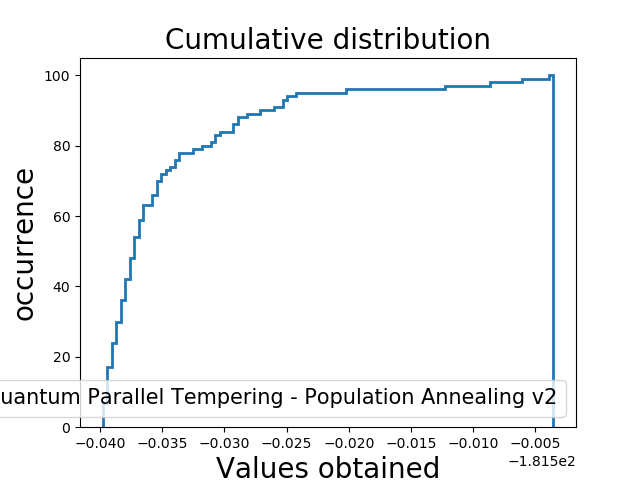 Cumulative distribution
occurrence
100
80
60
40
20
0
uantum Parallel Tempering - Population Annealing v2
−0.040 −0.035 −0.030 −0.025 −0.020 −0.015 −0.010 −0.005
−1.815e2
Values obtained